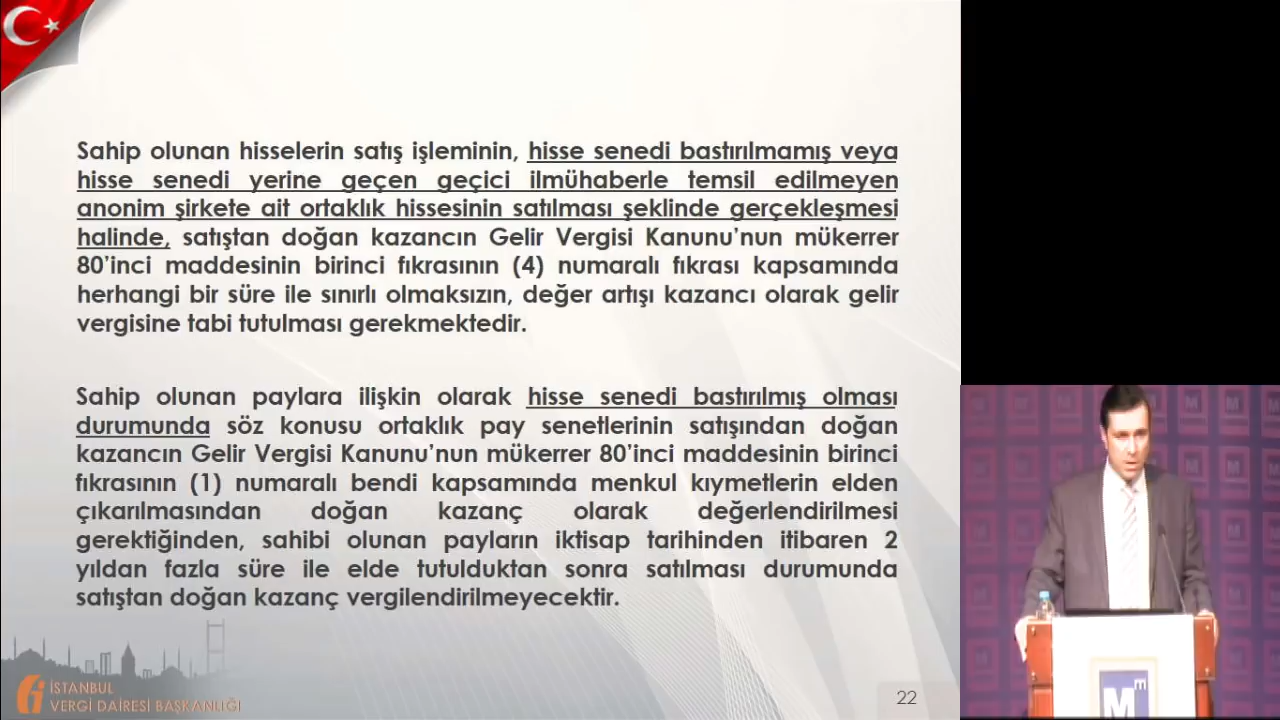 Sahip olunan hisselerin satış işleminin, hisse senedi bastırılmamış veya
hisse senedi yerine geçen geçici ilmühaberle temsil edilmeyen
anonim şirkete ait ortaklık hissesinin satılması şeklinde gerçekleşmesi
halinde, satıştan doğan kazancın Gelir Vergisi Kanunu’nun mükerrer
80’inci maddesinin birinci fıkrasının (4) numaralı fıkrası kapsamında
herhangi bir süre ile sınırlı olmaksızın, değer artışı kazancı olarak gelir
vergisine tabi tutulması gerekmektedir.
Sahip olunan paylara ilişkin olarak hisse senedi bastırılmış olması
durumunda söz konusu ortaklık pay senetlerinin satışından doğan
kazancın Gelir Vergisi Kanunu’nun mükerrer 80’inci maddesinin birinci
fıkrasının (1) numaralı bendi kapsamında menkul kıymetlerin elden
çıkarılmasından doğan kazanç olarak değerlendirilmesi
gerektiğinden, sahibi olunan payların iktisap tarihinden itibaren 2
yıldan fazla süre ile elde tutulduktan sonra satılması durumunda
satıştan doğan kazanç vergilendirilmeyecektir.
İSTANBUL
VERGİ DAİRESİ BAŞKANLIĞI
22
M m